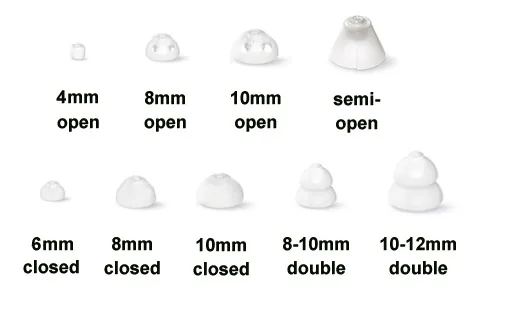 4mm 8mm 10mm semi-
open open open open
6mm 8mm 10mm 8-10mm 10-12mm
closed closed closed double double